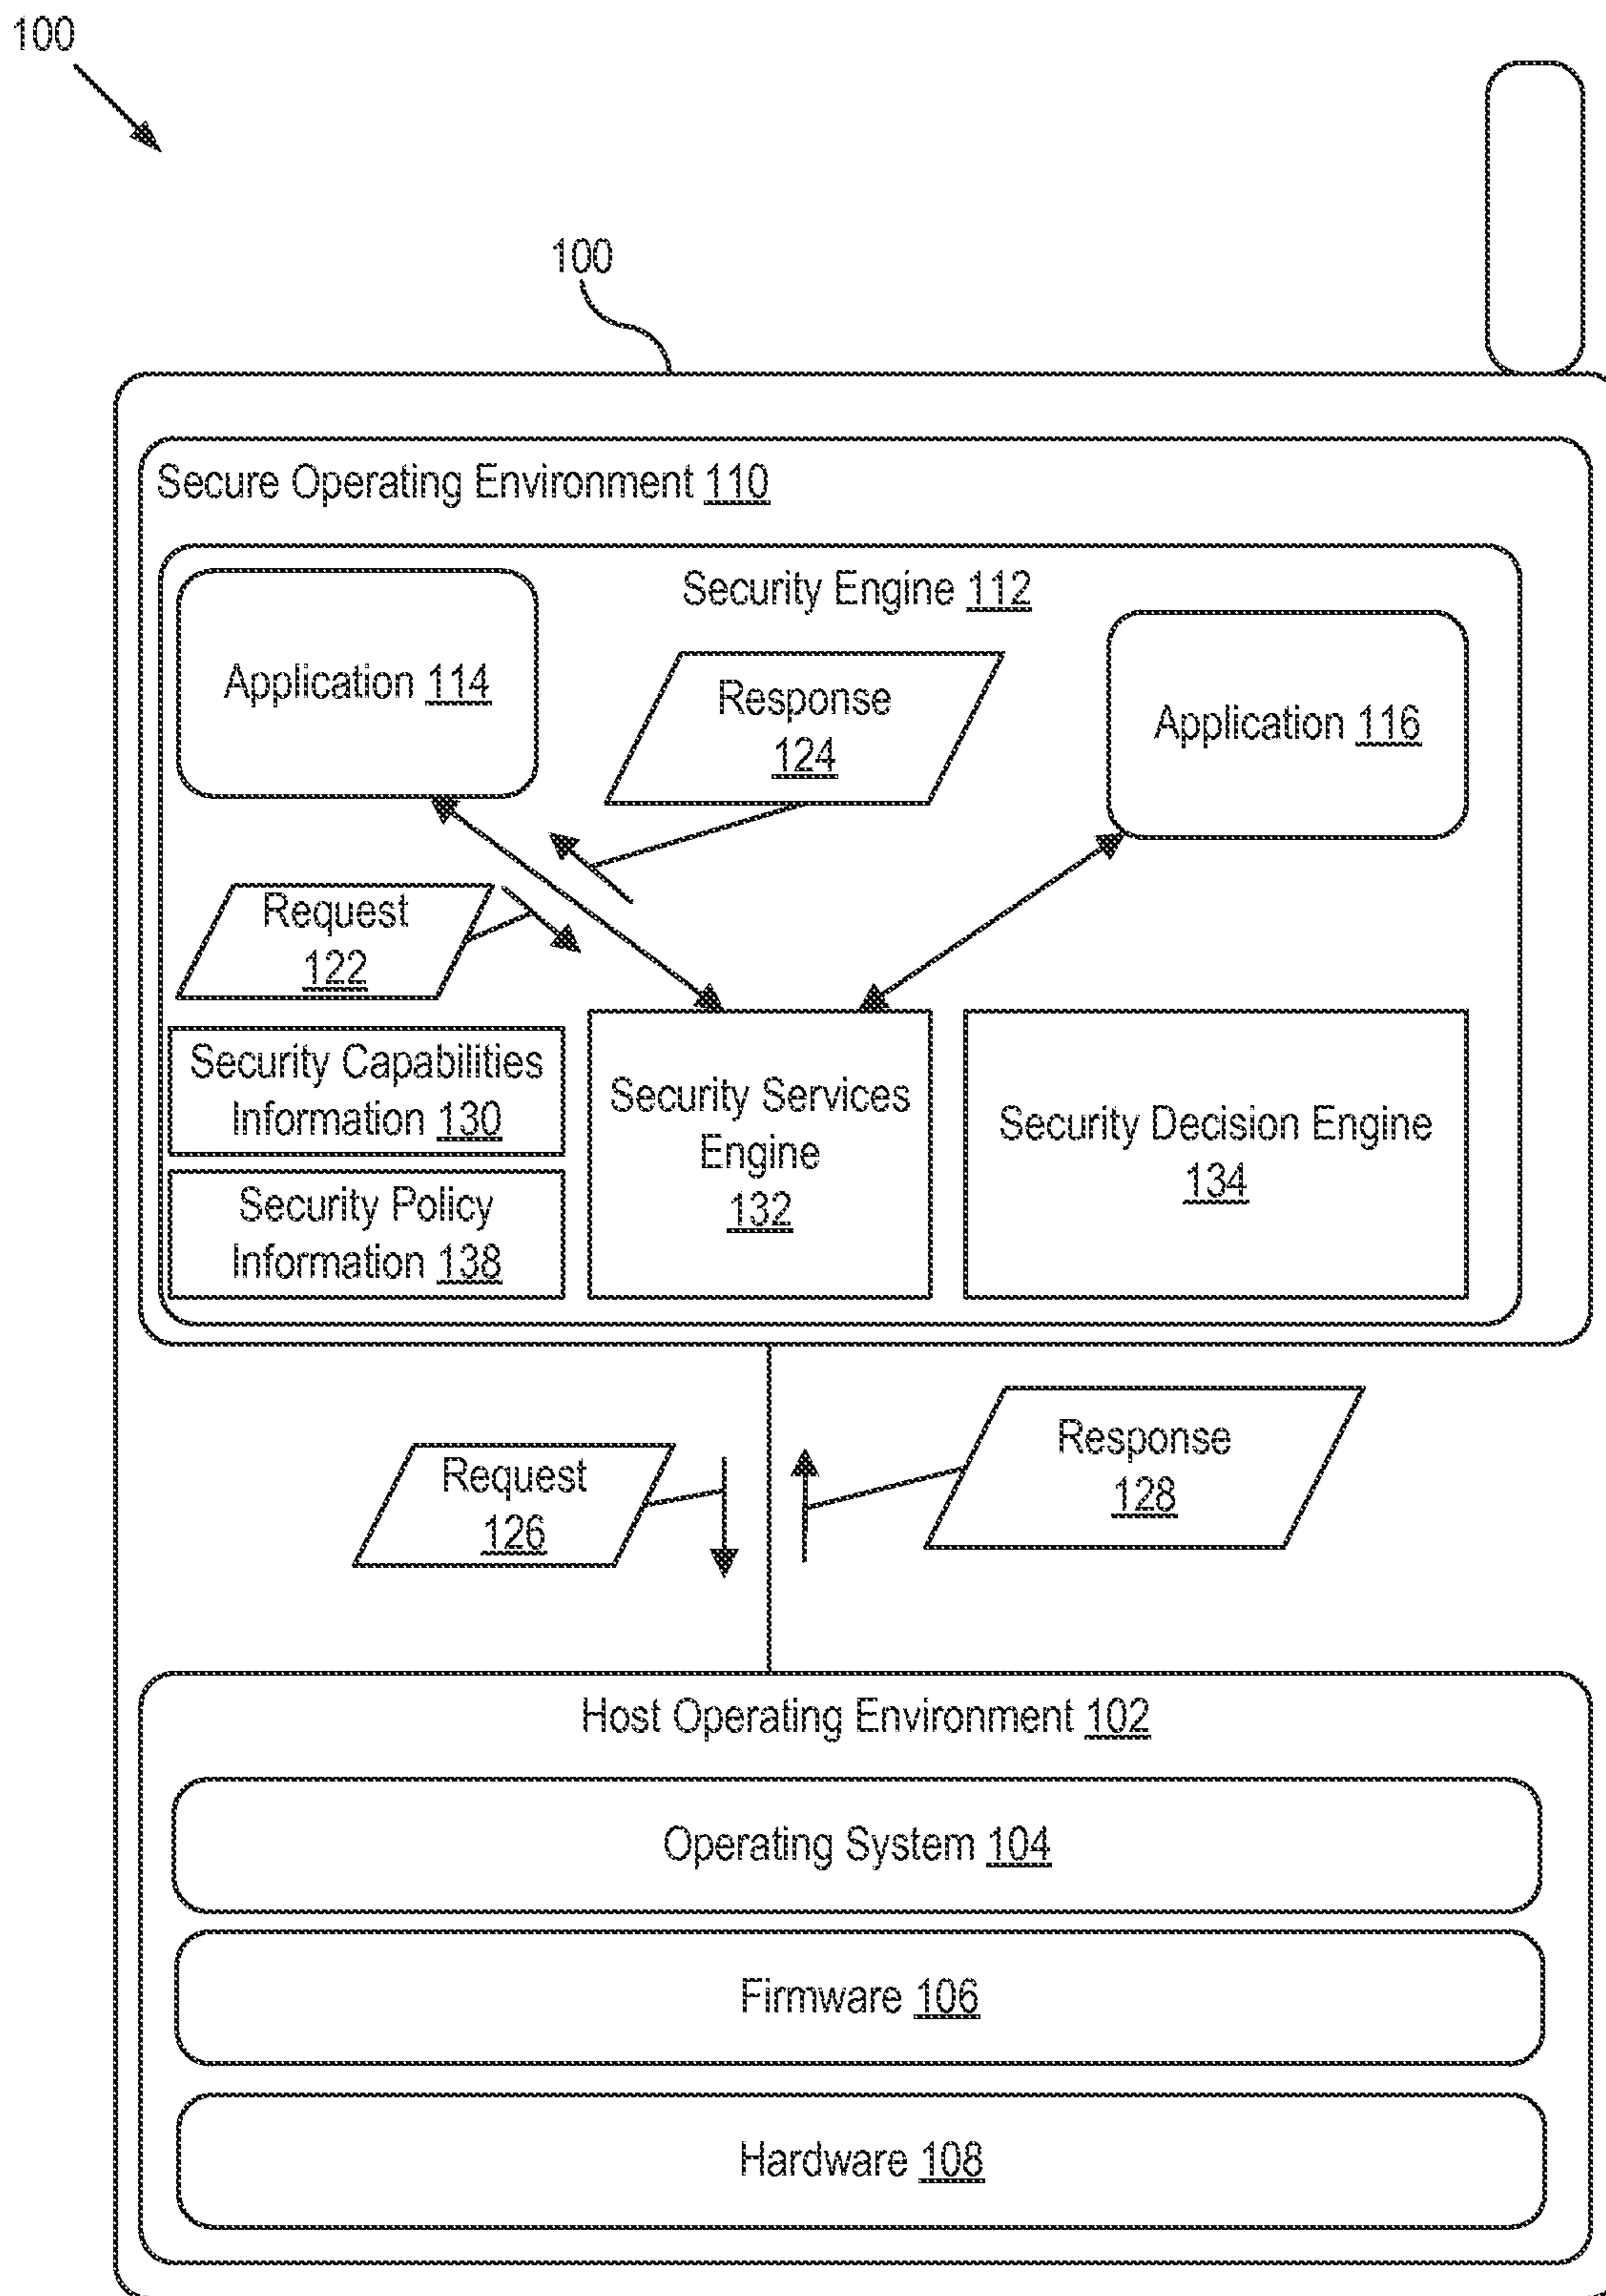 100
100
Secure Operating Environment 110
Security Engine 112
Application 114
Response
124
Application 116
Request
122
Security Capabilities
Information 130
Security Policy
Information 138
Security Services
Engine
132
Security Decision Engine
134
Request
126
Response
128
Host Operating Environment 102
Operating System 104
Firmware 106
Hardware 108